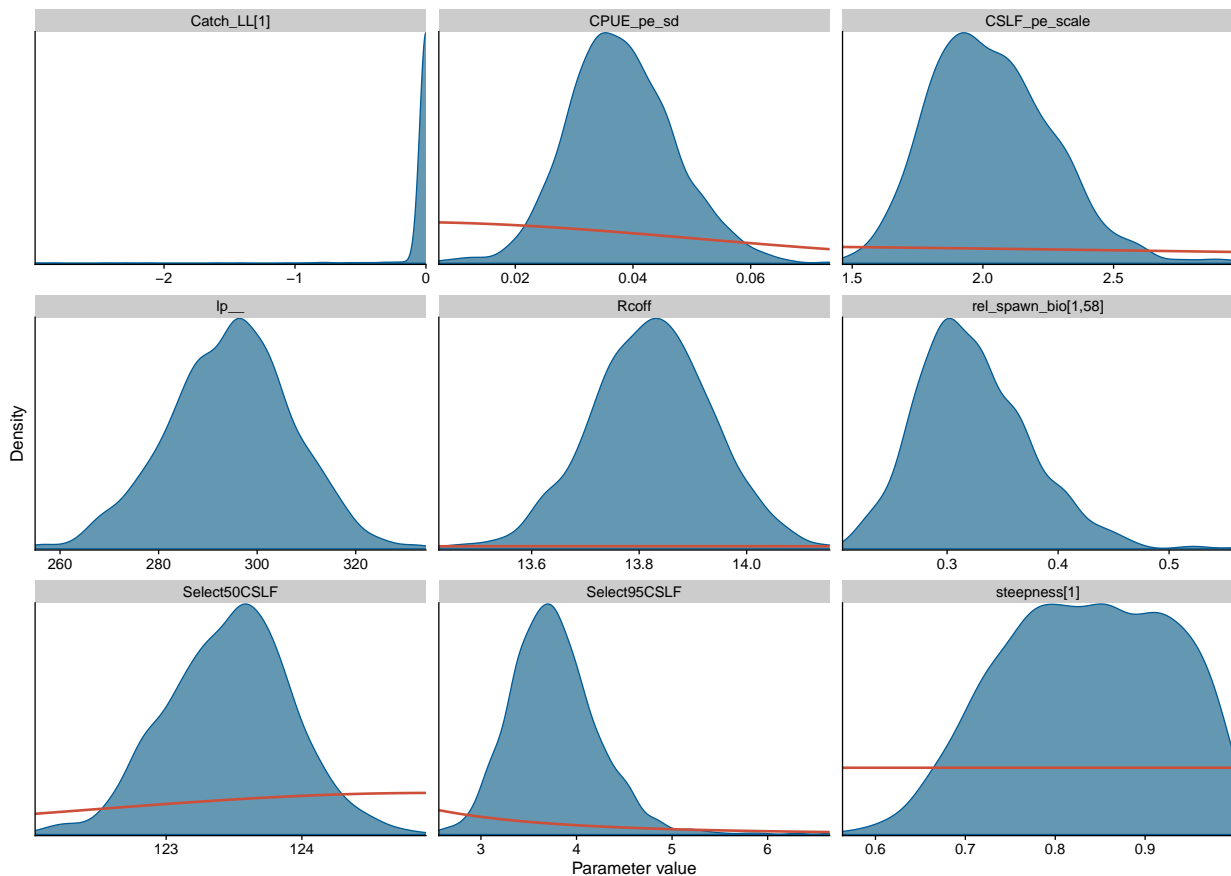 Catch_LL[1]
CPUE_pe_sd
CSLF_pe_scale
−2 −1 0
0.02 0.04 0.06
1.5 2.0 2.5
lp__
Rcoff
rel_spawn_bio[1,58]
260 280 300 320
13.6 13.8 14.0
0.3 0.4 0.5
Density
Select50CSLF
Select95CSLF
steepness[1]
123 124
3 4 5 6
0.6 0.7 0.8 0.9
Parameter value